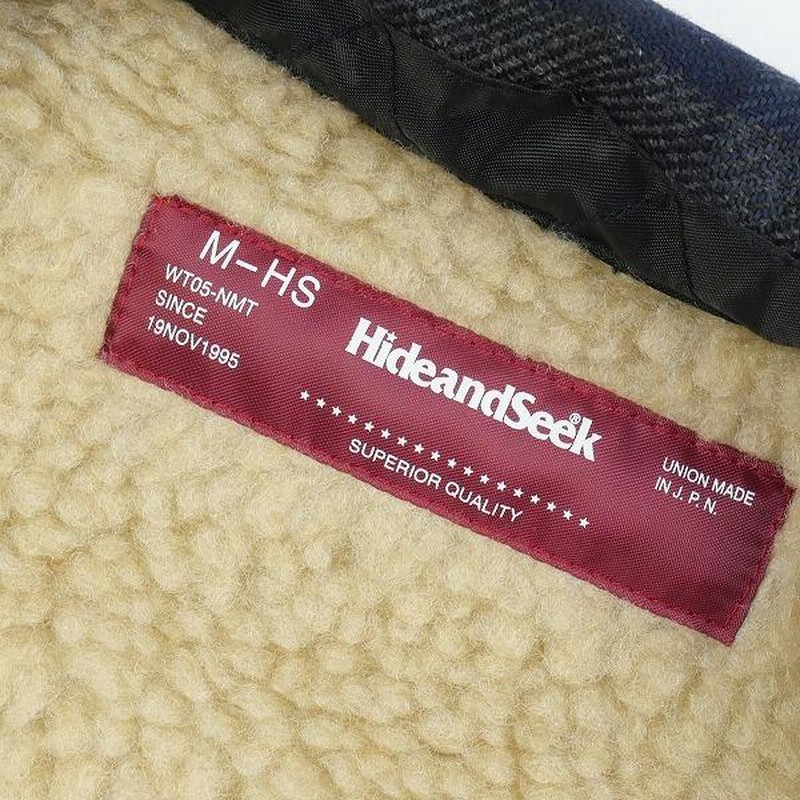 M-HS
WT05-NMT
SINCE
19NOV1995
HideandSeek®
★★★★★★★★★★★★★★★★★★
SUPERIOR QUALITY
UNION MADE
IN J. P. N.